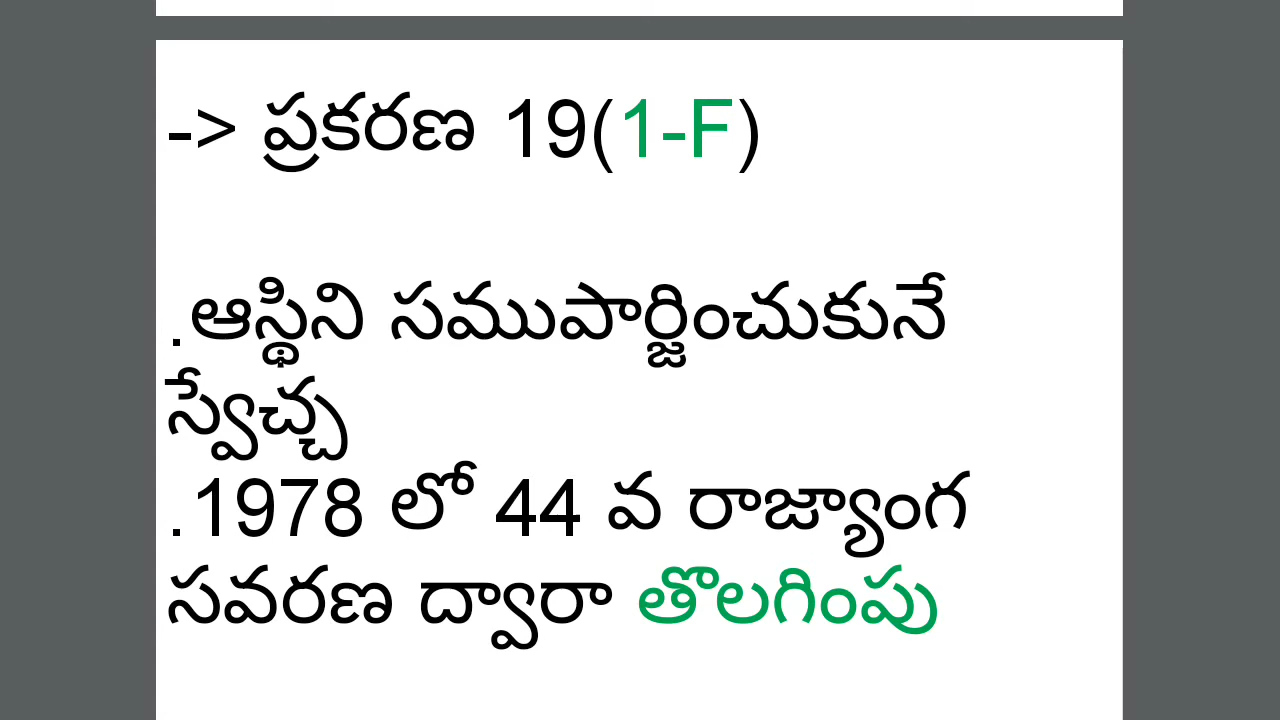 -> ప్రకరణ 19(1-F)
.ఆస్థిని సముపార్జించుకునే
స్వేచ్చ
.1978 లో 44 వ రాజ్యాంగ
సవరణ ద్వారా తొలగింపు